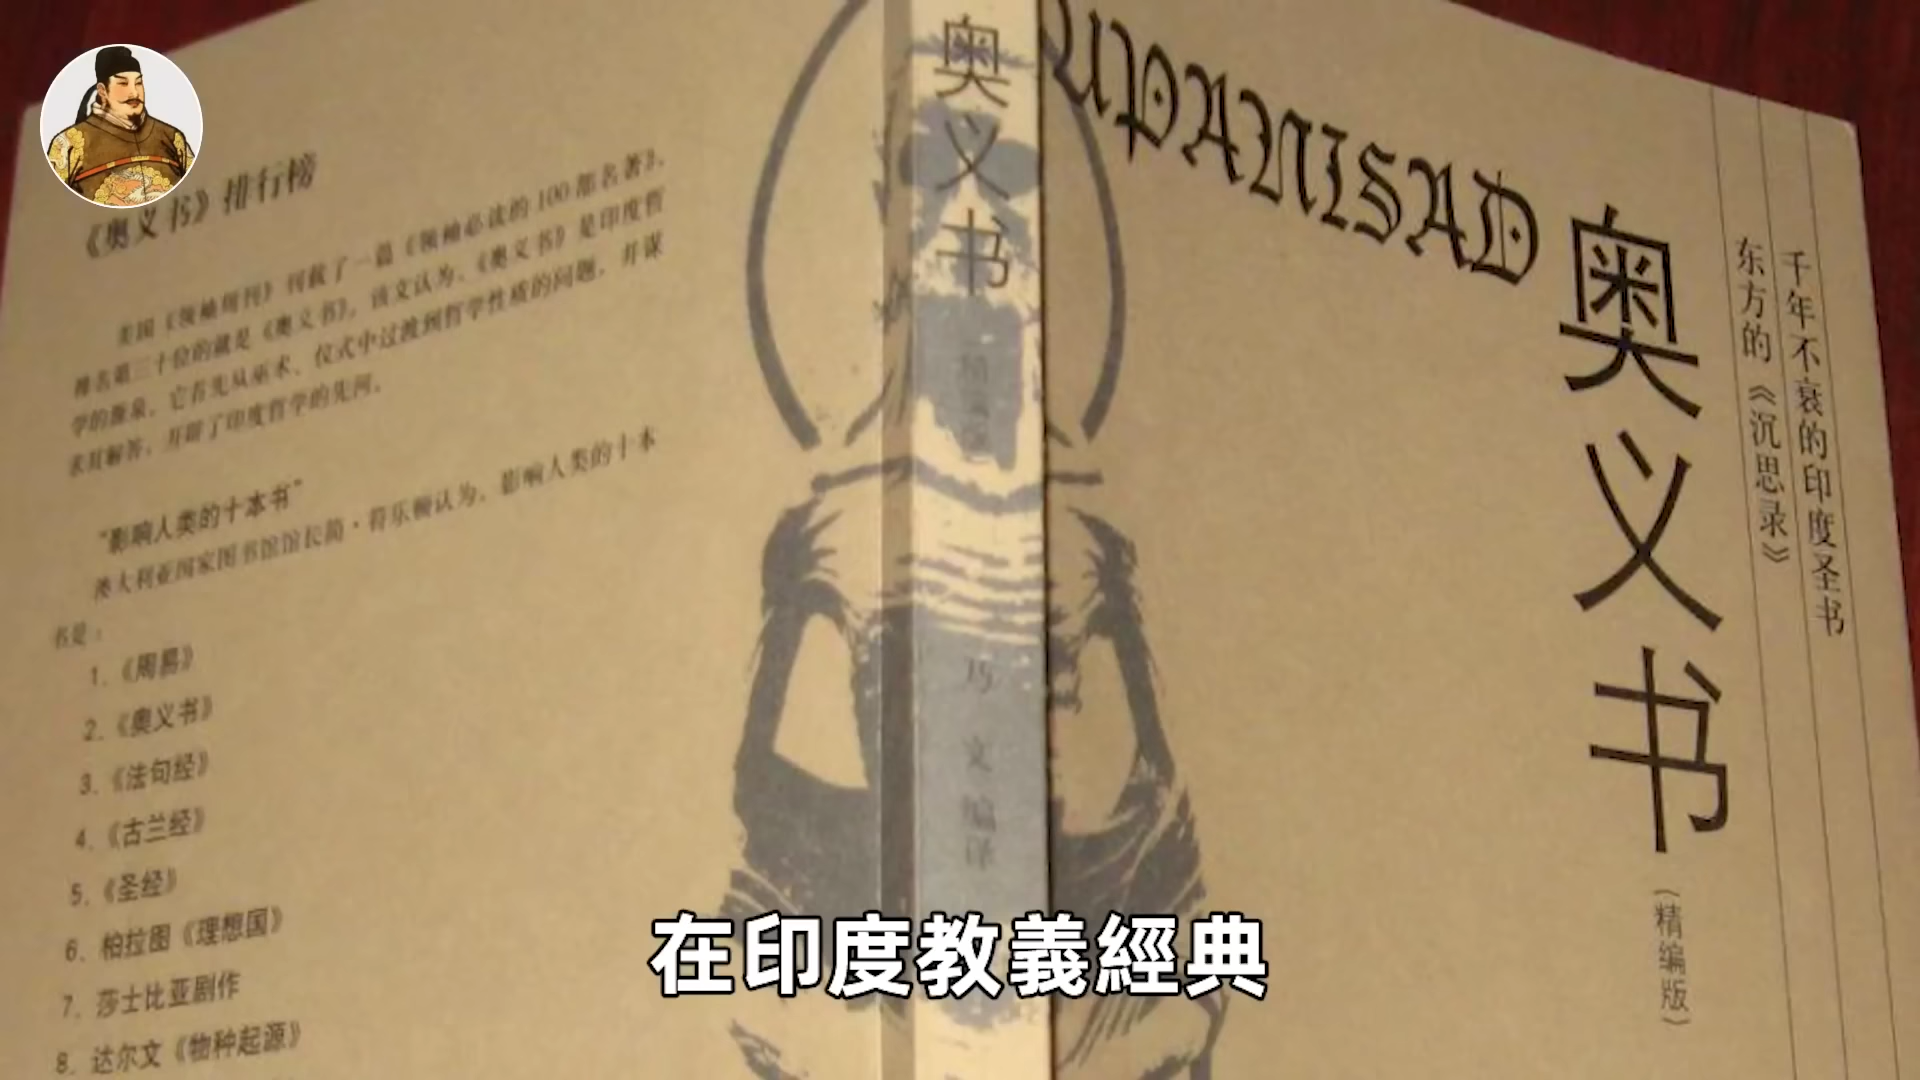 《奥义书》排行榜
美国《领袖周刊》刊载了一篇《领袖必读的100部名著》，
排名第三十位的就是《奥义书》，该文认为，《奥义书》是印度哲
学的源泉，它首先从巫术、仪式中过渡到哲学性质的问题，并谋
求其解答，开辟了印度哲学的先河。
“影响人类的十本书”
澳大利亚国家图书馆馆长简·符乐顿认为，影响人类的十本
书是：
1.《周易》
2.《奥义书》
3.《法句经》
4.《古兰经》
5.《圣经》
6. 柏拉图《理想国》
7. 莎士比亚剧作
8. 达尔文《物种起源》
奥义书
巧文 编译
UPANISAD
奥义书
(精编版)
千年不衰的印度圣书
东方的《沉思录》
在印度教義經典